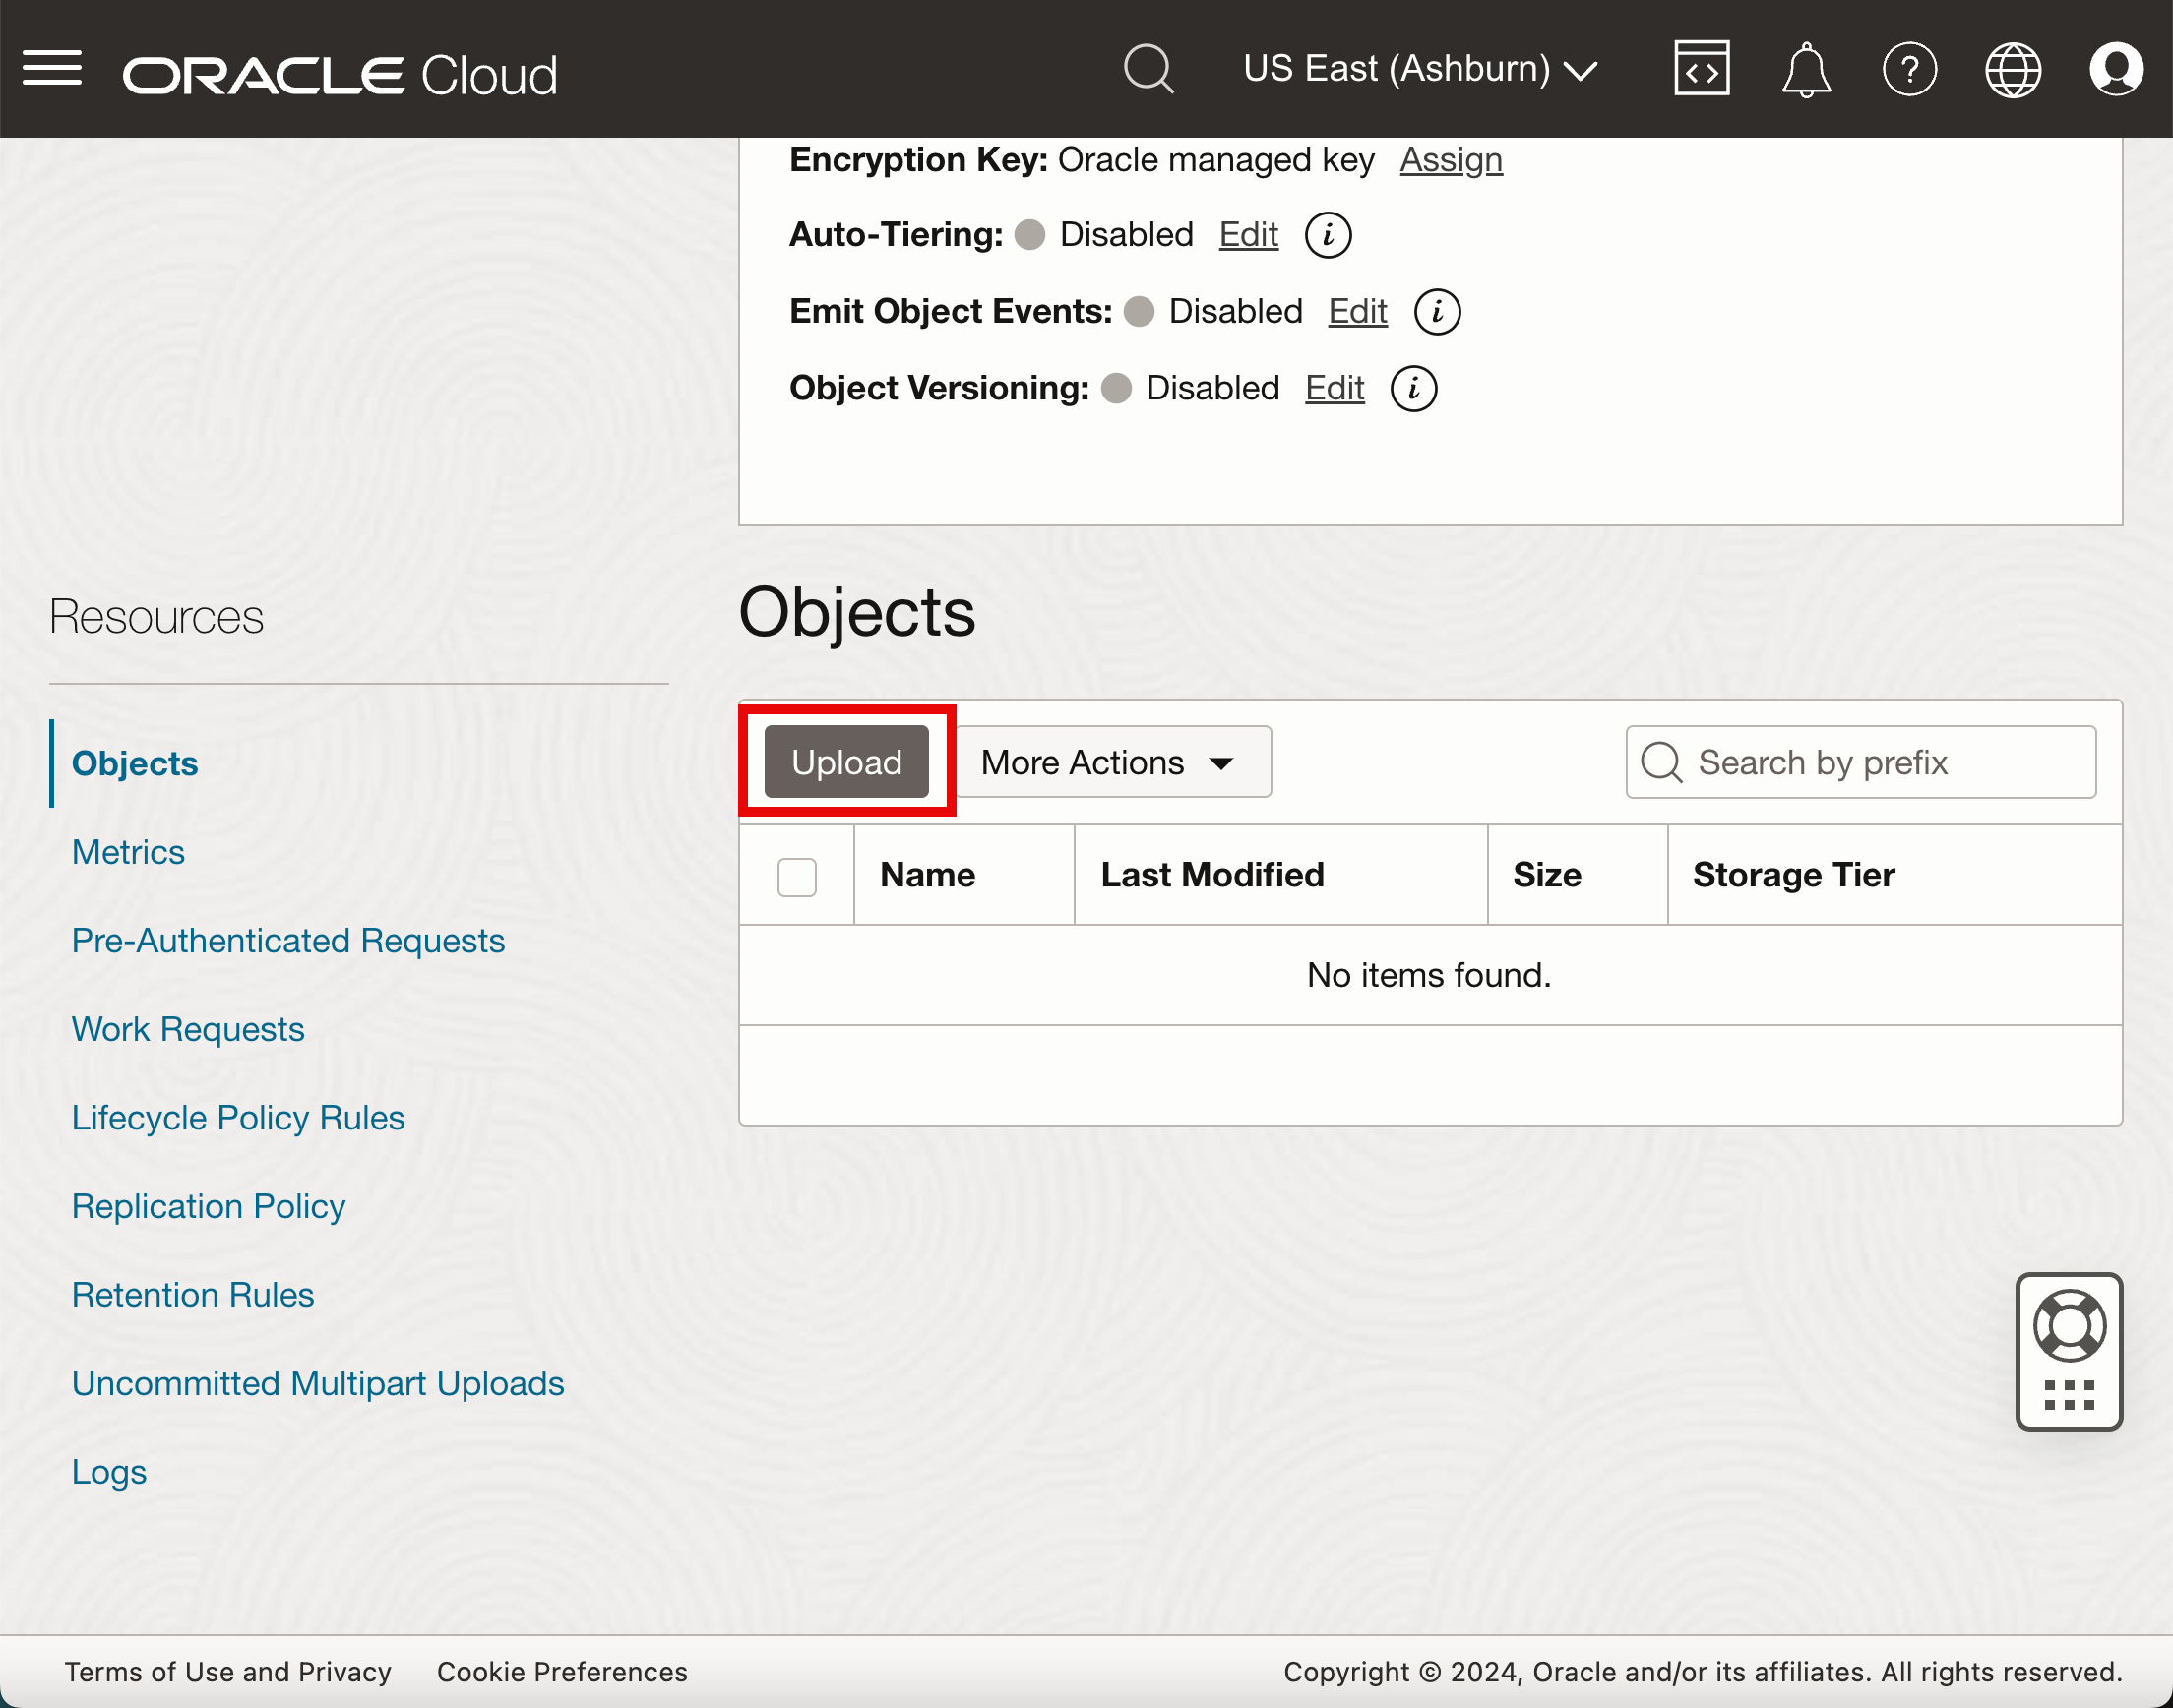 ORACLE Cloud
US East (Ashburn)
Encryption Key: Oracle managed key Assign
Auto-Tiering: Disabled Edit i
Emit Object Events: Disabled Edit i
Object Versioning: Disabled Edit i
Resources
Objects
Metrics
Pre-Authenticated Requests
Work Requests
Lifecycle Policy Rules
Replication Policy
Retention Rules
Uncommitted Multipart Uploads
Logs
Objects
Upload More Actions Search by prefix
Name Last Modified Size Storage Tier
No items found.
Terms of Use and Privacy Cookie Preferences Copyright © 2024, Oracle and/or its affiliates. All rights reserved.